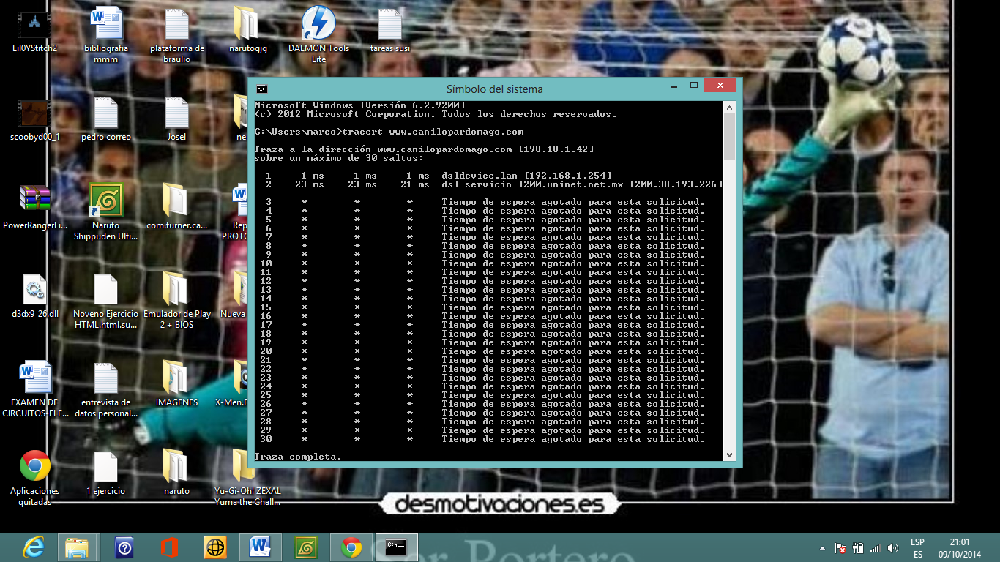 Lil0YStitch2
bibliografia mmm
plataforma de braulio
narutogjg
DAEMON Tools Lite
tareas susi
scoobyd00_1
pedro correo
Josel
PowerRangerLi...
Naruto Shippuden Ulti...
com.turner.ca...
d3dx9_26.dll
Noveno Ejercicio HTML.html.su...
Emulador de Play 2 + BIOS
Nueva
EXAMEN DE CIRCUITOS-ELE...
entrevista de datos personal...
IMAGENES
Aplicaciones quitadas
1 ejercicio
naruto
Yu-Gi-Oh! ZEXAL Yuma the Chall...
Símbolo del sistema
Microsoft Windows [Versión 6.2.9200]
(c) 2012 Microsoft Corporation. Todos los derechos reservados.
C:\Users\marco>tracert www.canilopardomago.com
Traza a la dirección www.canilopardomago.com [198.18.1.42]
sobre un máximo de 30 saltos:
1 1 ms 1 ms 1 ms dsldevice.lan [192.168.1.254]
2 23 ms 23 ms 21 ms dsl-servicio-l200.uninet.net.mx [200.38.193.226]
3 * * * Tiempo de espera agotado para esta solicitud.
4 * * * Tiempo de espera agotado para esta solicitud.
5 * * * Tiempo de espera agotado para esta solicitud.
6 * * * Tiempo de espera agotado para esta solicitud.
7 * * * Tiempo de espera agotado para esta solicitud.
8 * * * Tiempo de espera agotado para esta solicitud.
9 * * * Tiempo de espera agotado para esta solicitud.
10 * * * Tiempo de espera agotado para esta solicitud.
11 * * * Tiempo de espera agotado para esta solicitud.
12 * * * Tiempo de espera agotado para esta solicitud.
13 * * * Tiempo de espera agotado para esta solicitud.
14 * * * Tiempo de espera agotado para esta solicitud.
15 * * * Tiempo de espera agotado para esta solicitud.
16 * * * Tiempo de espera agotado para esta solicitud.
17 * * * Tiempo de espera agotado para esta solicitud.
18 * * * Tiempo de espera agotado para esta solicitud.
19 * * * Tiempo de espera agotado para esta solicitud.
20 * * * Tiempo de espera agotado para esta solicitud.
21 * * * Tiempo de espera agotado para esta solicitud.
22 * * * Tiempo de espera agotado para esta solicitud.
23 * * * Tiempo de espera agotado para esta solicitud.
24 * * * Tiempo de espera agotado para esta solicitud.
25 * * * Tiempo de espera agotado para esta solicitud.
26 * * * Tiempo de espera agotado para esta solicitud.
27 * * * Tiempo de espera agotado para esta solicitud.
28 * * * Tiempo de espera agotado para esta solicitud.
29 * * * Tiempo de espera agotado para esta solicitud.
30 * * * Tiempo de espera agotado para esta solicitud.
Traza completa.
desmotivaciones.es
Ser Portero
ESP
ES
21:01
09/10/2014